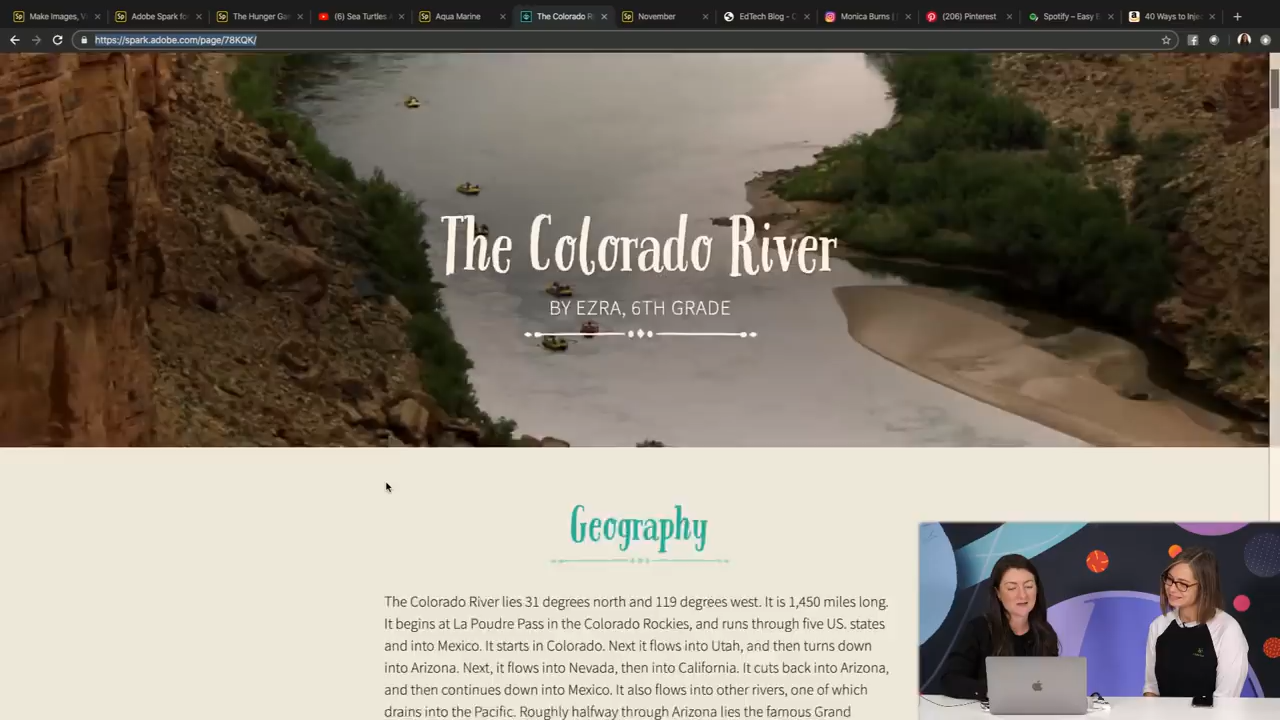 Make Images, V
Adobe Spark for
The Hunger Ga
(6) Sea Turtles
Aqua Marine
The Colorado R
November
EdTech Blog - C
Monica Burns (
(206) Pinterest
Spotify – Easy E
40 Ways to Inje
https://spark.adobe.com/page/78KQK/
The Colorado River
BY EZRA, 6TH GRADE
Geography
The Colorado River lies 31 degrees north and 119 degrees west. It is 1,450 miles long.
It begins at La Poudre Pass in the Colorado Rockies, and runs through five US. states
and into Mexico. It starts in Colorado. Next it flows into Utah, and then turns down
into Arizona. Next, it flows into Nevada, then into California. It cuts back into Arizona,
and then continues down into Mexico. It also flows into other rivers, one of which
drains into the Pacific. Roughly halfway through Arizona lies the famous Grand